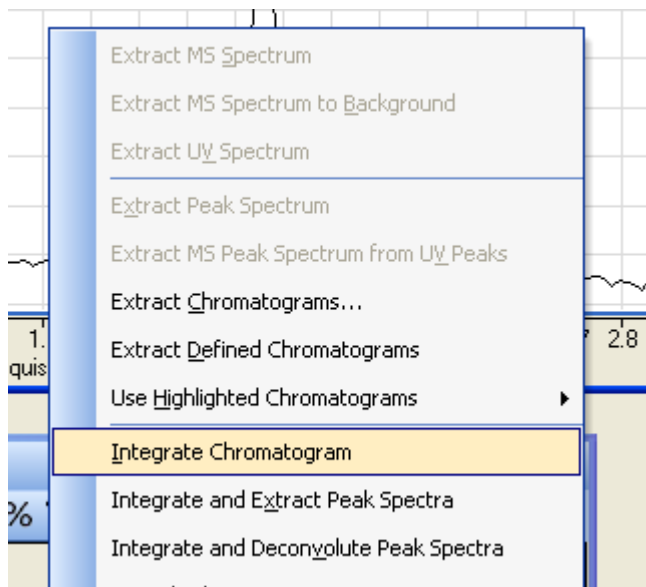 Extract MS Spectrum
Extract MS Spectrum to Background
Extract UV Spectrum
Extract Peak Spectrum
Extract MS Peak Spectrum from UV Peaks
Extract Chromatograms...
Extract Defined Chromatograms
1. 2.8
quis
Use Highlighted Chromatograms
Integrate Chromatogram
Integrate and Extract Peak Spectra
%
Integrate and Deconvolute Peak Spectra